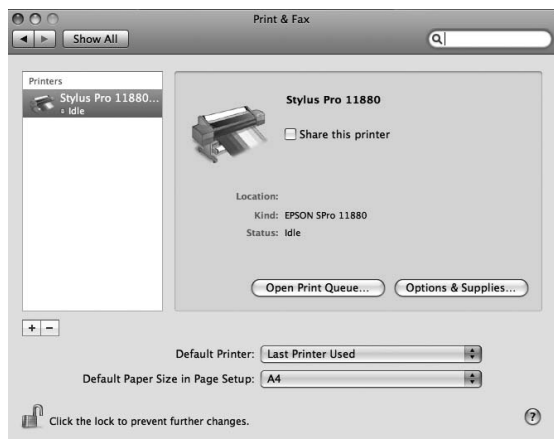 Print & Fax
Show All
Printers
Stylus Pro 11880...
Idle
Stylus Pro 11880
Share this printer
Location:
Kind: EPSON SPro 11880
Status: Idle
Open Print Queue... Options & Supplies...
+ −
Default Printer: Last Printer Used
Default Paper Size in Page Setup: A4
Click the lock to prevent further changes. ?